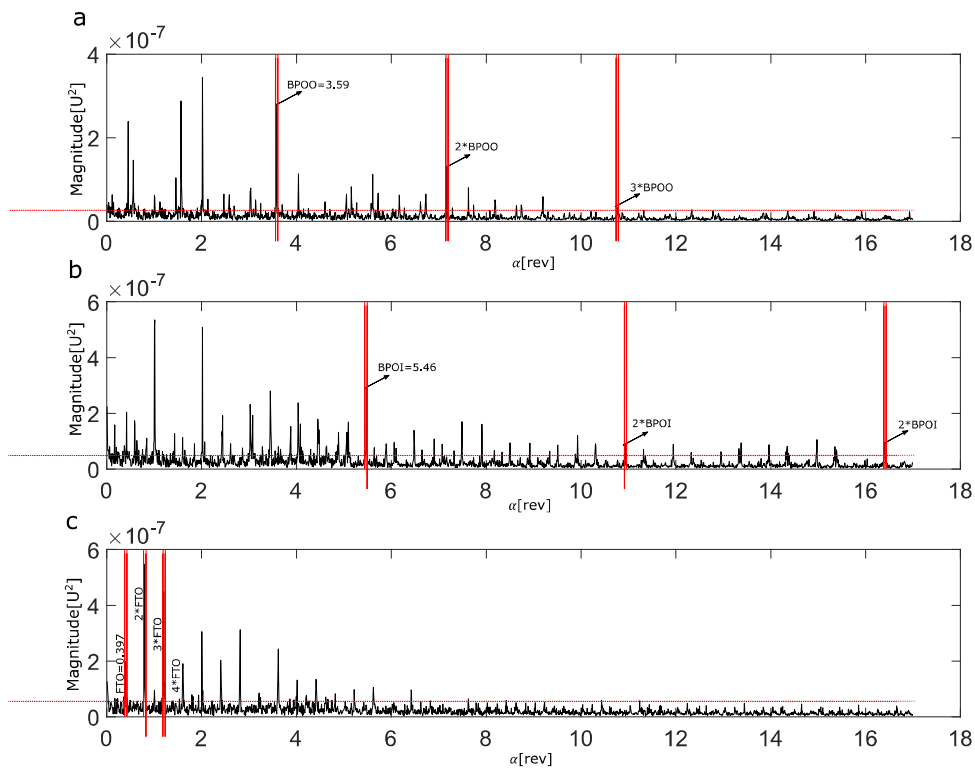 a
×10⁻⁷
4
2
0
Magnitude[U²]
BPOO=3.59
2*BPOO
3*BPOO
0 2 4 6 8 10 12 14 16 18
α[rev]
b
×10⁻⁷
6
4
2
0
Magnitude[U²]
BPOI=5.46
2*BPOI
2*BPOI
0 2 4 6 8 10 12 14 16 18
α[rev]
c
×10⁻⁷
6
4
2
0
Magnitude[U²]
FTO=0.397
2*FTO
3*FTO
4*FTO
0 2 4 6 8 10 12 14 16 18
α[rev]